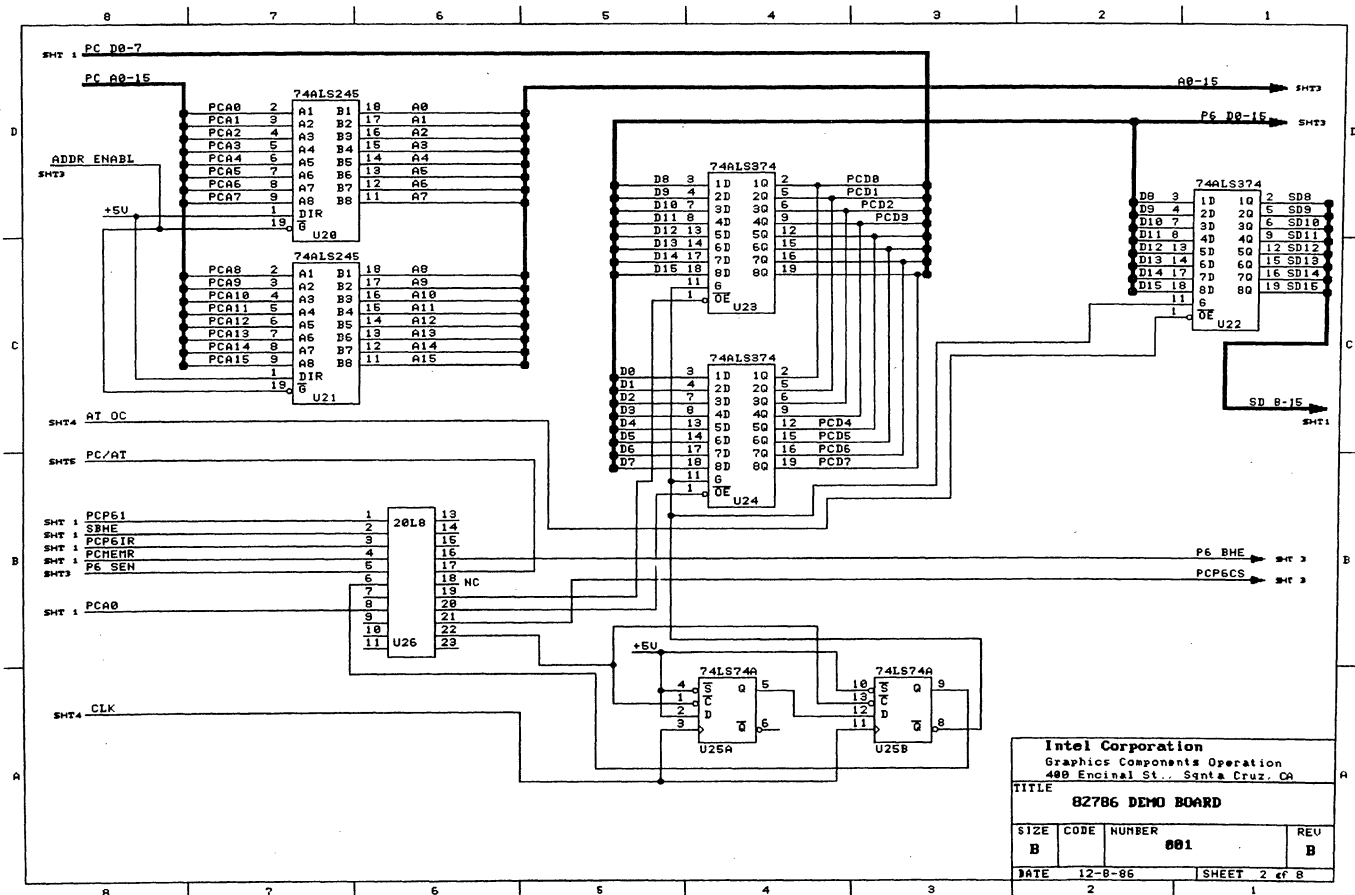 8 7 6 5 4 3 2 1
SHT 1 PC D0-7
PC A0-15
A0-15 SHT3
P6 D0-15 SHT3
D
D
ADDR ENABL
SHT3
+5V
74ALS245
PCA0 2 A1 B1 18 A0
PCA1 3 A2 B2 17 A1
PCA2 4 A3 B3 16 A2
PCA3 5 A4 B4 15 A3
PCA4 6 A5 B5 14 A4
PCA5 7 A6 B6 13 A5
PCA6 8 A7 B7 12 A6
PCA7 9 A8 B8 11 A7
1 DIR
19 G
U20
74ALS245
PCA8 2 A1 B1 18 A8
PCA9 3 A2 B2 17 A9
PCA10 4 A3 B3 16 A10
PCA11 5 A4 B4 15 A11
PCA12 6 A5 B5 14 A12
PCA13 7 A6 B6 13 A13
PCA14 8 A7 B7 12 A14
PCA15 9 A8 B8 11 A15
1 DIR
19 G
U21
74ALS374
D8 3 1D 1Q 2 PCD0
D9 4 2D 2Q 5 PCD1
D10 7 3D 3Q 6 PCD2
D11 8 4D 4Q 9 PCD3
D12 13 5D 5Q 12
D13 14 6D 6Q 15
D14 17 7D 7Q 16
D15 18 8D 8Q 19
11 G
1 OE
U23
74ALS374
D0 3 1D 1Q 2
D1 4 2D 2Q 5
D2 7 3D 3Q 6
D3 8 4D 4Q 9
D4 13 5D 5Q 12 PCD4
D5 14 6D 6Q 15 PCD5
D6 17 7D 7Q 16 PCD6
D7 18 8D 8Q 19 PCD7
11 G
1 OE
U24
74ALS374
D8 3 1D 1Q 2 SD8
D9 4 2D 2Q 5 SD9
D10 7 3D 3Q 6 SD10
D11 8 4D 4Q 9 SD11
D12 13 5D 5Q 12 SD12
D13 14 6D 6Q 15 SD13
D14 17 7D 7Q 16 SD14
D15 18 8D 8Q 19 SD15
11 G
1 OE
U22
C
C
SD 8-15
SHT1
SHT4 AT OC
SHT5 PC/AT
SHT 1 PCP61
SHT 1 SBHE
SHT 1 PCP6IR
SHT 1 PCMEMR
SHT3 P6 SEN
SHT 1 PCA0
1 20L8 13
2 14
3 15
4 16
5 17
6 18 NC
7 19
8 20
9 21
10 22
11 U26 23
B
B
P6 BHE SHT 3
PCP6CS SHT 3
+5V
74LS74A
4 S Q 5
1 C
2 D
3 Q 6
U25A
74LS74A
10 S Q 9
13 C
12 D
11 Q 8
U25B
SHT4 CLK
A
A
Intel Corporation
Graphics Components Operation
400 Encinal St., Sqnta Cruz, CA
TITLE
82786 DEMO BOARD
SIZE CODE NUMBER REV
B 001 B
DATE 12-8-86 SHEET 2 of 8
8 7 6 5 4 3 2 1